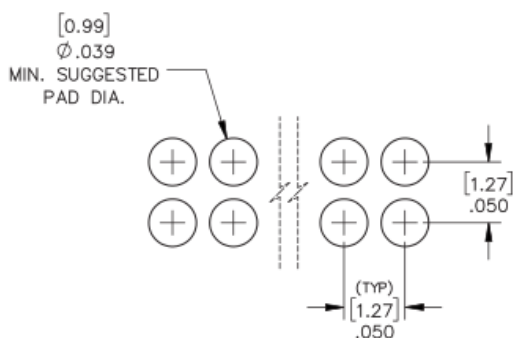 [0.99]
∅.039
MIN. SUGGESTED
PAD DIA.
[1.27]
.050
(TYP)
[1.27]
.050